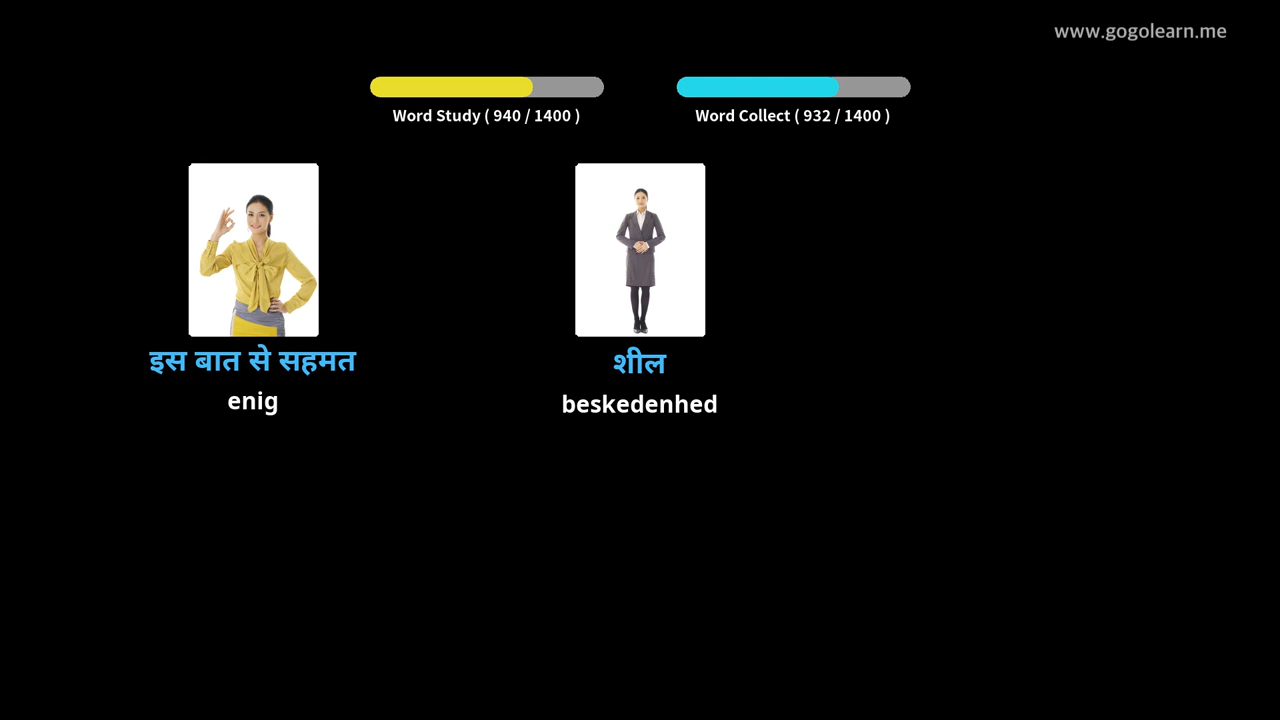 www.gogolearn.me
Word Study ( 940 / 1400 )
Word Collect ( 932 / 1400 )
इस बात से सहमत
enig
शील
beskedenhed